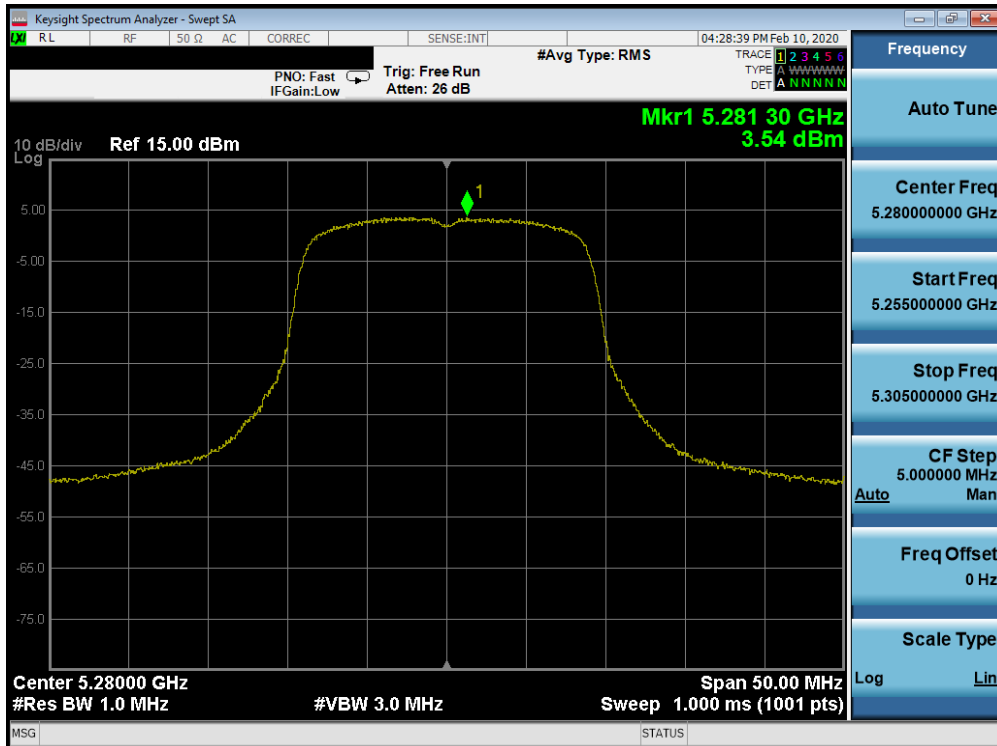 Keysight Spectrum Analyzer - Swept SA
LXI RL RF 50 Ω AC CORREC SENSE:INT 04:28:39 PM Feb 10, 2020
#Avg Type: RMS
TRACE 1 2 3 4 5 6
PNO: Fast Trig: Free Run
TYPE A WWWWW
IFGain:Low Atten: 26 dB
DET A N N N N N
Mkr1 5.281 30 GHz
3.54 dBm
10 dB/div Ref 15.00 dBm
Log
1
5.00
-5.00
-15.0
-25.0
-35.0
-45.0
-55.0
-65.0
-75.0
Center 5.28000 GHz Span 50.00 MHz
#Res BW 1.0 MHz #VBW 3.0 MHz Sweep 1.000 ms (1001 pts)
MSG STATUS
Frequency
Auto Tune
Center Freq
5.280000000 GHz
Start Freq
5.255000000 GHz
Stop Freq
5.305000000 GHz
CF Step
5.000000 MHz
Auto Man
Freq Offset
0 Hz
Scale Type
Log Lin